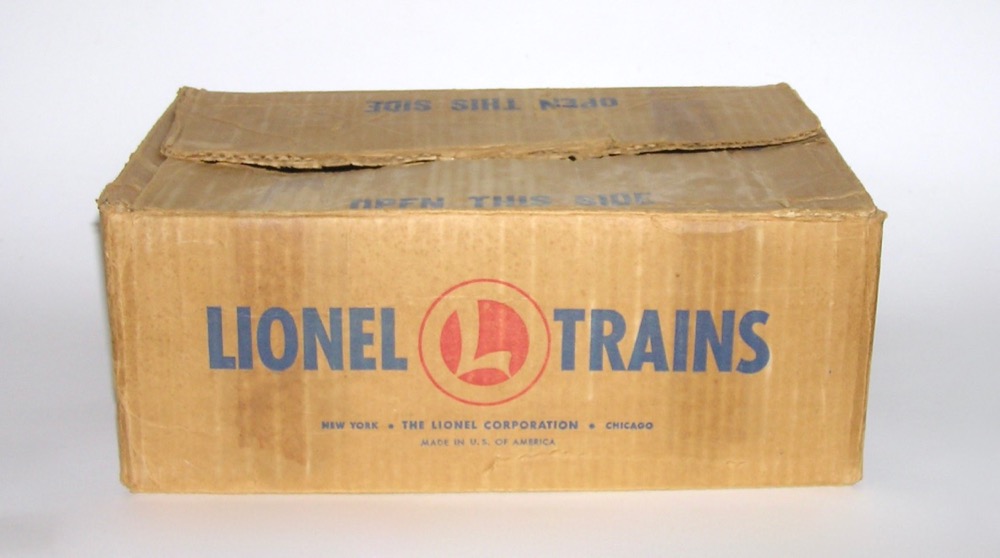 OPEN THIS SIDE
OPEN THIS SIDE
LIONEL L TRAINS
NEW YORK • THE LIONEL CORPORATION • CHICAGO
MADE IN U.S. OF AMERICA